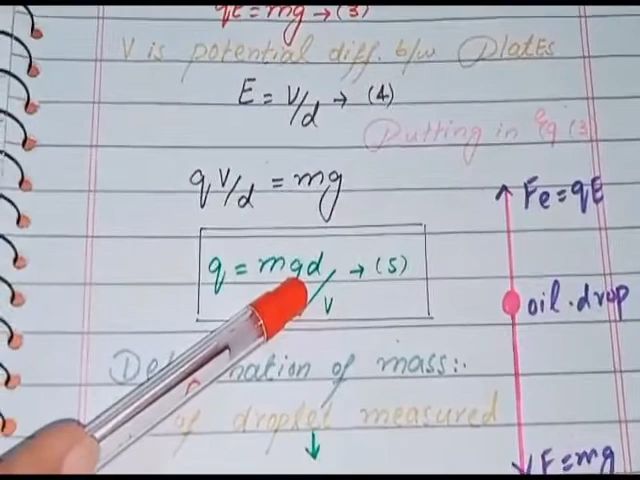 qE = mg → (3)
V is potential diff. b/w Plates
E = V/d → (4)
Putting in Eq (3)
q V/d = mg
Fe = qE
q = mgd/V → (5)
oil. drop
of mass:.
of droplet measured
F = mg